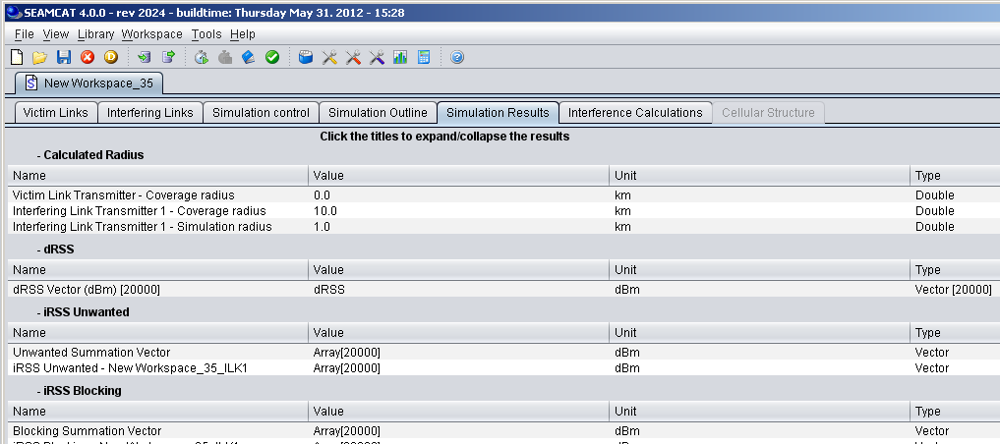 SEAMCAT 4.0.0 - rev 2024 - buildtime: Thursday May 31. 2012 - 15:28
File View Library Workspace Tools Help
New Workspace_35
Victim Links Interfering Links Simulation control Simulation Outline Simulation Results Interference Calculations Cellular Structure
Click the titles to expand/collapse the results
- Calculated Radius
Name Value Unit Type
Victim Link Transmitter - Coverage radius 0.0 km Double
Interfering Link Transmitter 1 - Coverage radius 10.0 km Double
Interfering Link Transmitter 1 - Simulation radius 1.0 km Double
- dRSS
Name Value Unit Type
dRSS Vector (dBm) [20000] dRSS dBm Vector [20000]
- iRSS Unwanted
Name Value Unit Type
Unwanted Summation Vector Array[20000] dBm Vector
iRSS Unwanted - New Workspace_35_ILK1 Array[20000] dBm Vector
- iRSS Blocking
Name Value Unit Type
Blocking Summation Vector Array[20000] dBm Vector